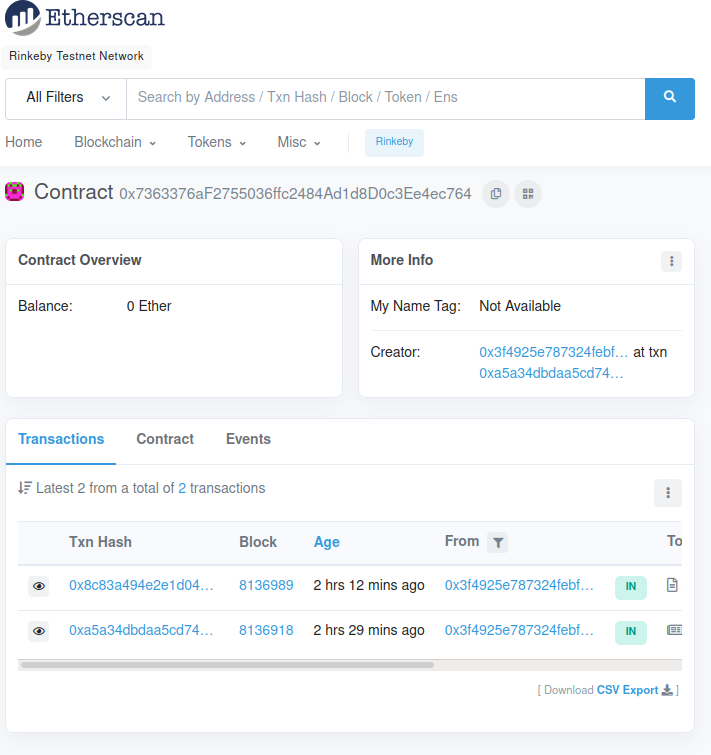 Etherscan
Rinkeby Testnet Network
All Filters Search by Address / Txn Hash / Block / Token / Ens
Home Blockchain Tokens Misc Rinkeby
Contract 0x7363376aF2755036ffc2484Ad1d8D0c3Ee4ec764
Contract Overview
Balance: 0 Ether
More Info
My Name Tag: Not Available
Creator: 0x3f4925e787324febf... at txn
0xa5a34dbdaa5cd74...
Transactions Contract Events
Latest 2 from a total of 2 transactions
Txn Hash Block Age From To
0x8c83a494e2e1d04... 8136989 2 hrs 12 mins ago 0x3f4925e787324febf... IN
0xa5a34dbdaa5cd74... 8136918 2 hrs 29 mins ago 0x3f4925e787324febf... IN
[ Download CSV Export ]